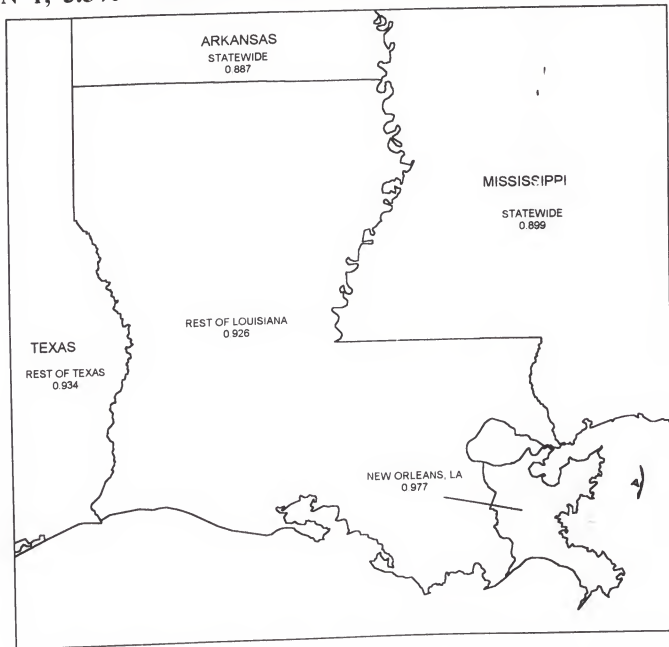 ARKANSAS
STATEWIDE
0.887
MISSISSIPPI
STATEWIDE
0.899
REST OF LOUISIANA
0.926
TEXAS
REST OF TEXAS
0.934
NEW ORLEANS, LA
0.977